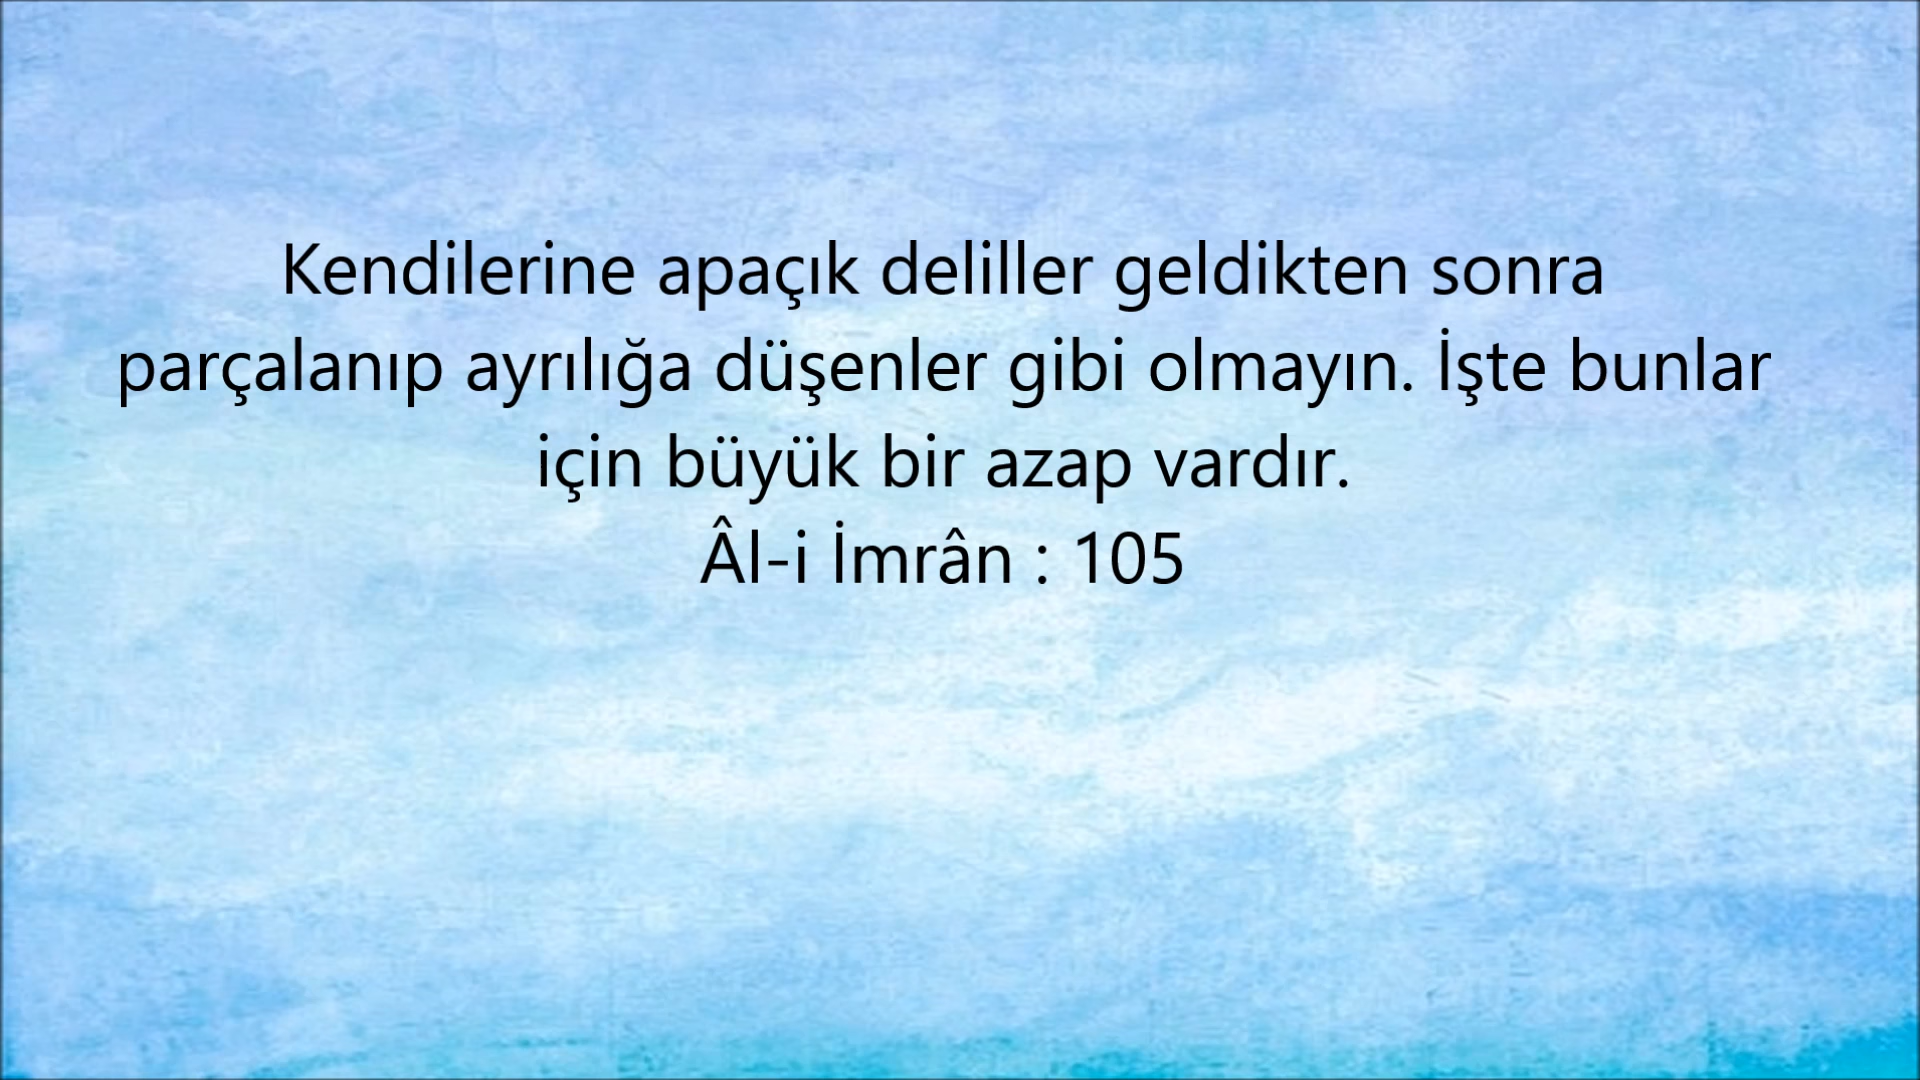 Kendilerine apaçık deliller geldikten sonra
parçalanıp ayrılığa düşenler gibi olmayın. İşte bunlar
için büyük bir azap vardır.
Âl-i İmrân : 105